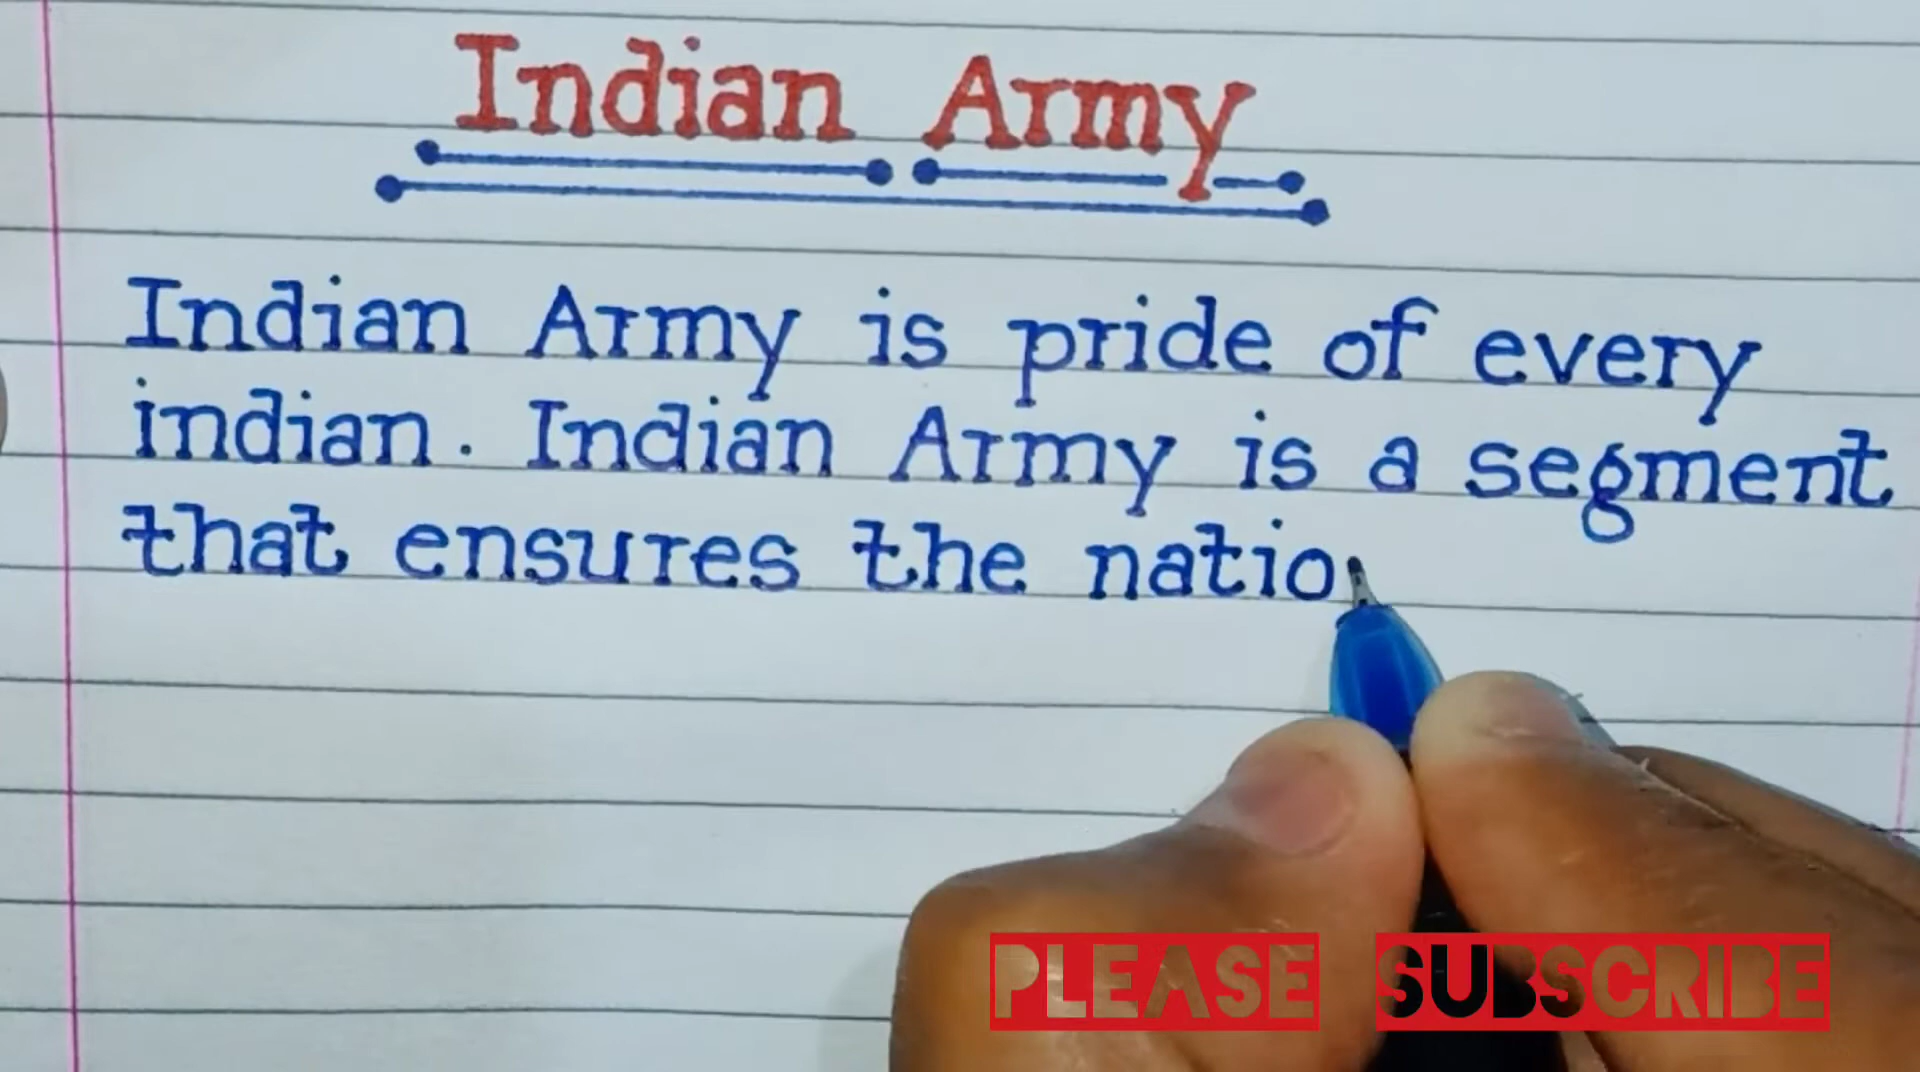 Indian Army
Indian Army is pride of every
indian. Indian Army is a segment
that ensures the natio
PLEASE SUBSCRIBE